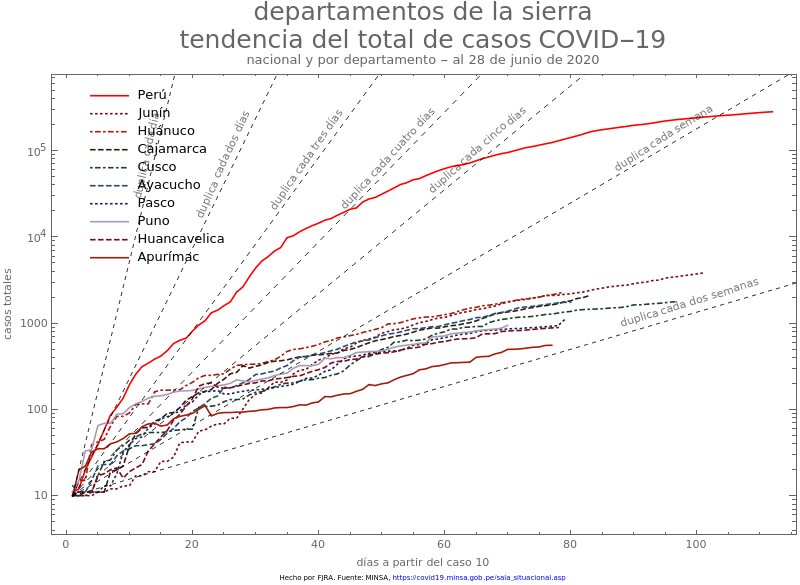 departamentos de la sierra
tendencia del total de casos COVID‒19
nacional y por departamento ‒ al 28 de junio de 2020
Perú
Junín
Huánuco
Cajamarca
Cusco
Ayacucho
Pasco
Puno
Huancavelica
Apurímac
duplica cada día
duplica cada dos días
duplica cada tres días
duplica cada cuatro días
duplica cada cinco días
duplica cada semana
duplica cada dos semanas
casos totales
10^5
10^4
1000
100
10
0 20 40 60 80 100
días a partir del caso 10
Hecho por FJRA. Fuente: MINSA, https://covid19.minsa.gob.pe/sala_situacional.asp